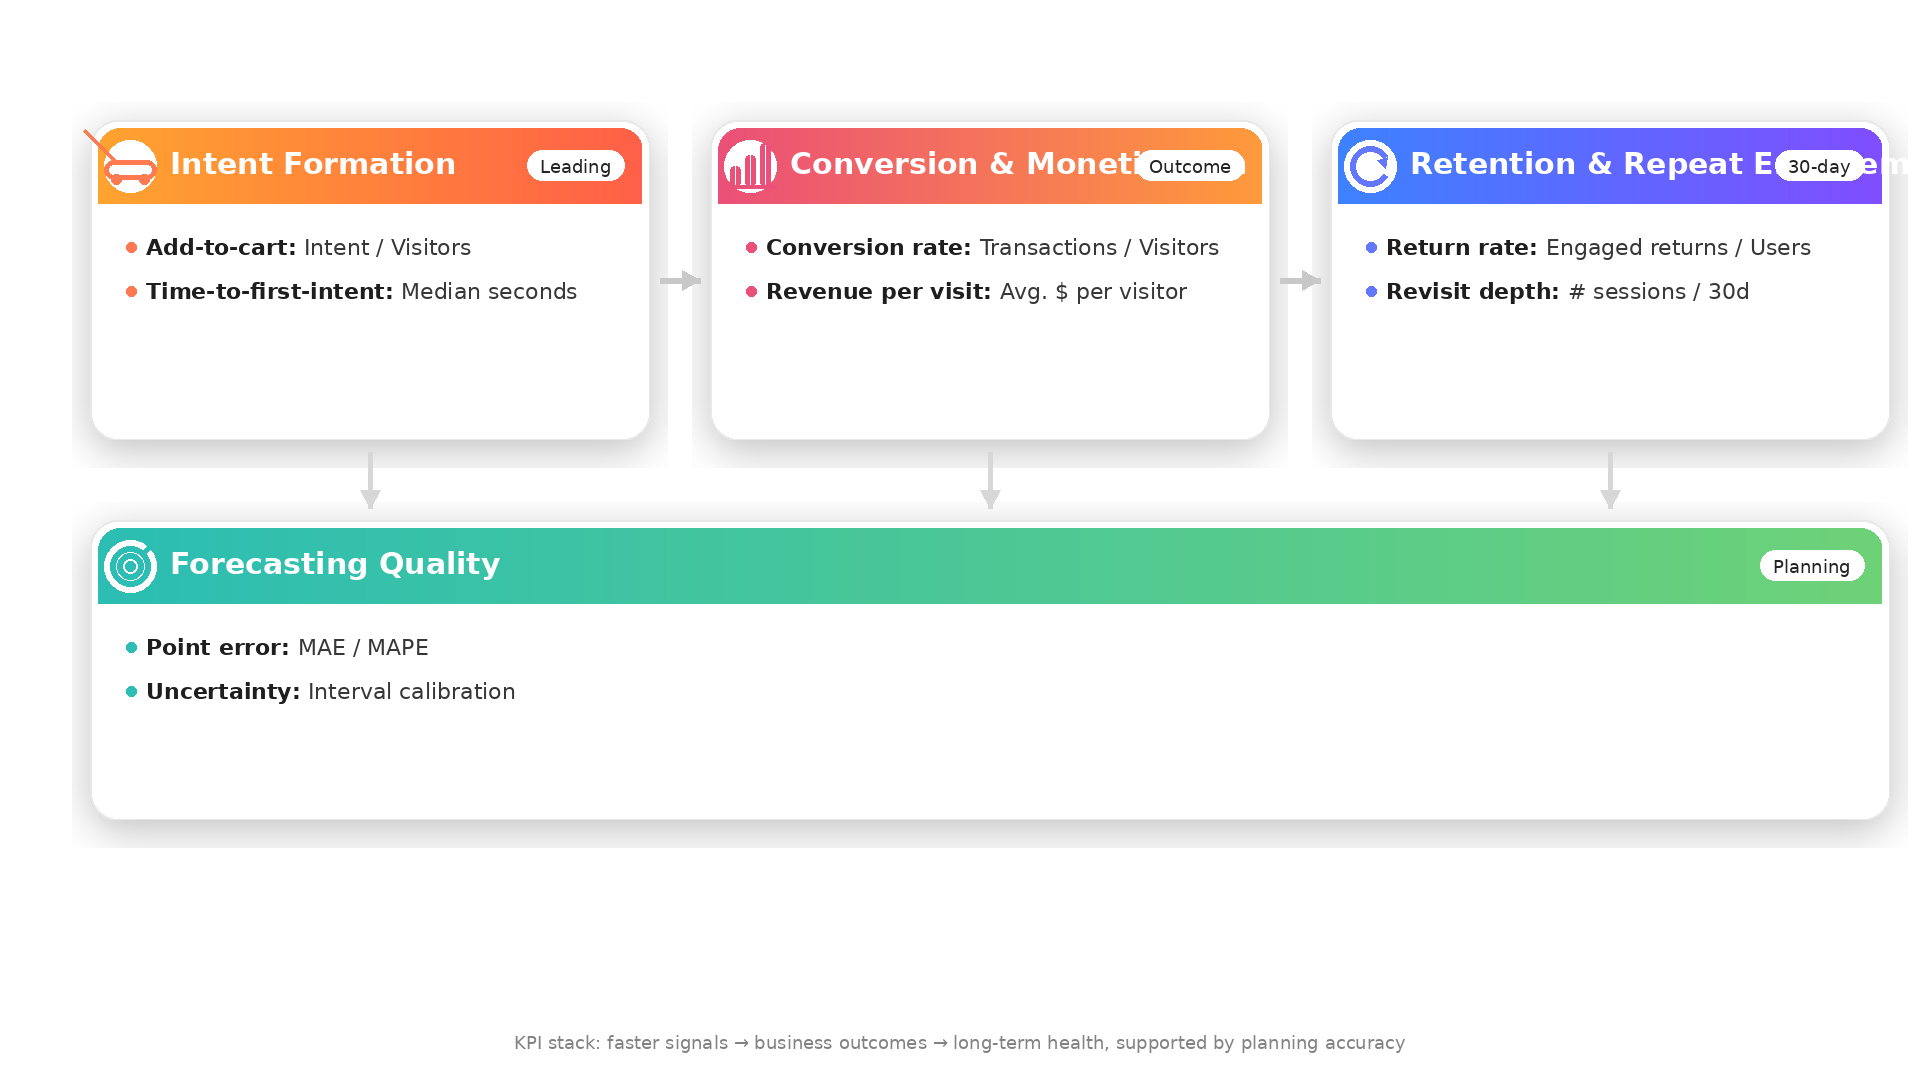 Intent Formation
Leading
Add-to-cart: Intent / Visitors
Time-to-first-intent: Median seconds
Conversion &
Outcome
Conversion rate: Transactions / Visitors
Revenue per visit: Avg. $ per visitor
Retention & Repeat
30-day
Return rate: Engaged returns / Users
Revisit depth: # sessions / 30d
Forecasting Quality
Planning
Point error: MAE / MAPE
Uncertainty: Interval calibration
KPI stack: faster signals → business outcomes → long-term health, supported by planning accuracy